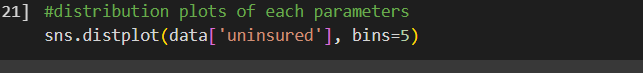 21] #distribution plots of each parameters
sns.distplot(data['uninsured'], bins=5)